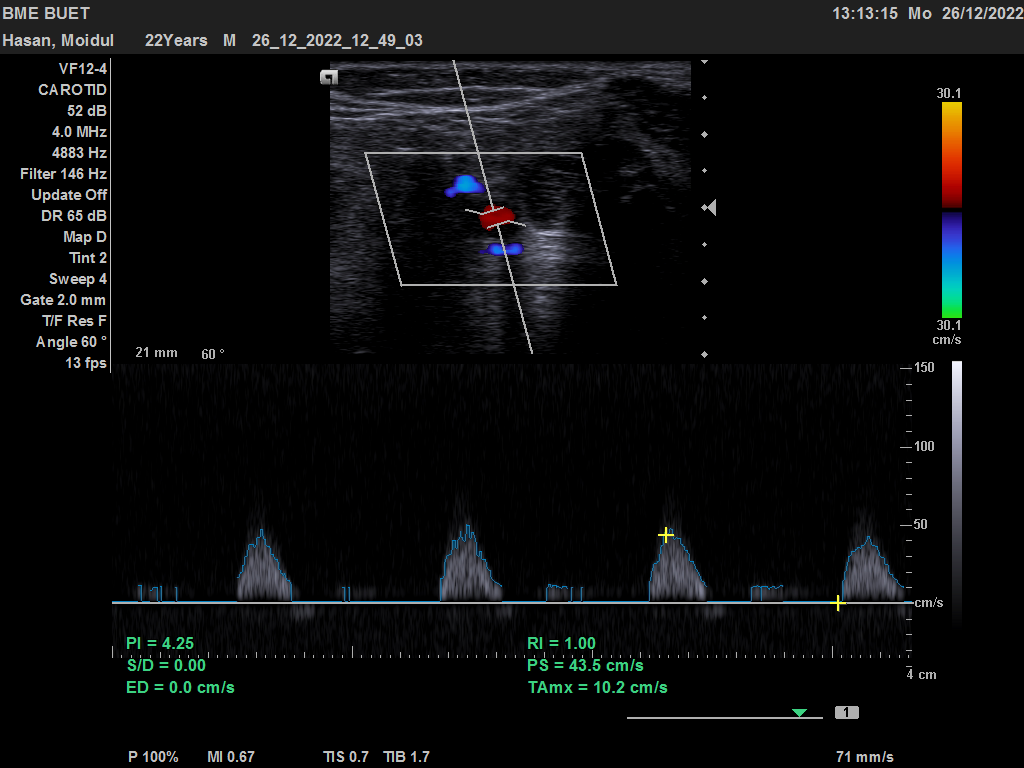 BME BUET 13:13:15 Mo 26/12/2022
Hasan, Moidul 22Years M 26_12_2022_12_49_03
VF12-4
CAROTID
52 dB
4.0 MHz
4883 Hz
Filter 146 Hz
Update Off
DR 65 dB
Map D
Tint 2
Sweep 4
Gate 2.0 mm
T/F Res F
Angle 60 °
13 fps
21 mm 60 °
30.1
30.1
cm/s
150
100
50
cm/s
4 cm
PI = 4.25 RI = 1.00
S/D = 0.00 PS = 43.5 cm/s
ED = 0.0 cm/s TAmx = 10.2 cm/s
1
P 100% MI 0.67 TIS 0.7 TIB 1.7 71 mm/s